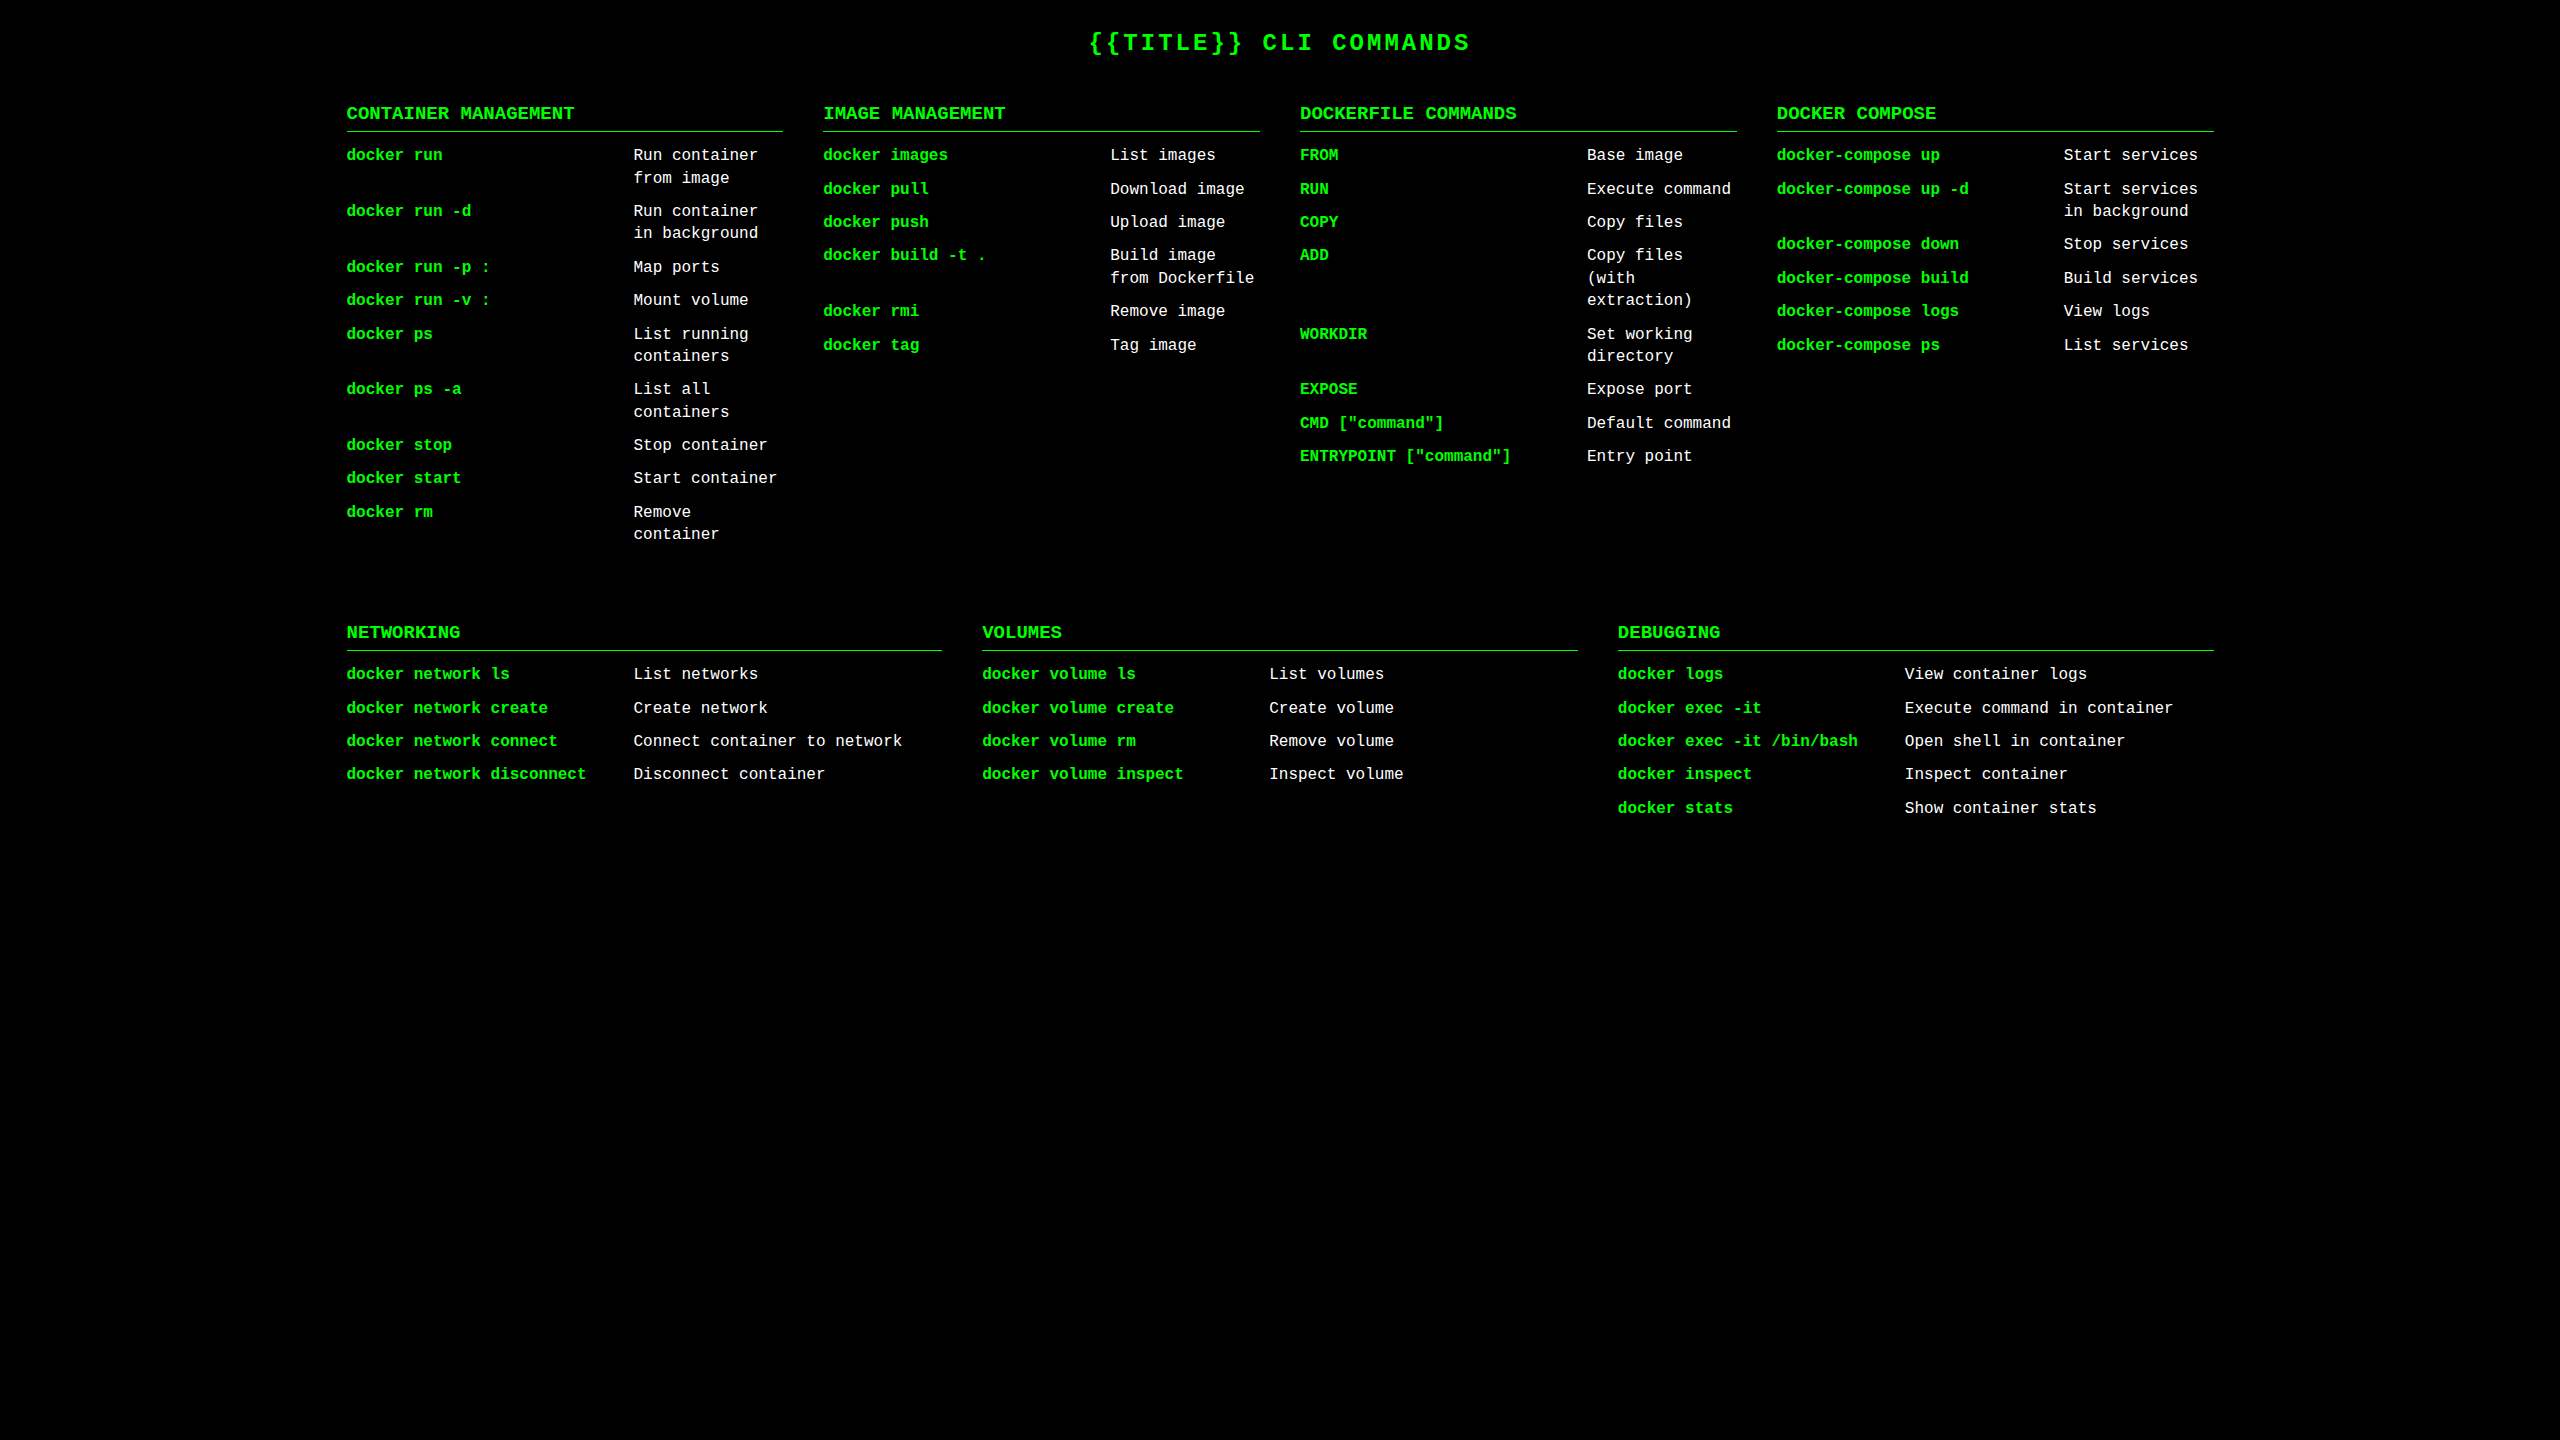 {{TITLE}} CLI COMMANDS
CONTAINER MANAGEMENT
docker run Run container
from image
docker run -d Run container
in background
docker run -p : Map ports
docker run -v : Mount volume
docker ps List running
containers
docker ps -a List all
containers
docker stop Stop container
docker start Start container
docker rm Remove
container
IMAGE MANAGEMENT
docker images List images
docker pull Download image
docker push Upload image
docker build -t . Build image
from Dockerfile
docker rmi Remove image
docker tag Tag image
DOCKERFILE COMMANDS
FROM Base image
RUN Execute command
COPY Copy files
ADD Copy files
(with
extraction)
WORKDIR Set working
directory
EXPOSE Expose port
CMD ["command"] Default command
ENTRYPOINT ["command"] Entry point
DOCKER COMPOSE
docker-compose up Start services
docker-compose up -d Start services
in background
docker-compose down Stop services
docker-compose build Build services
docker-compose logs View logs
docker-compose ps List services
NETWORKING
docker network ls List networks
docker network create Create network
docker network connect Connect container to network
docker network disconnect Disconnect container
VOLUMES
docker volume ls List volumes
docker volume create Create volume
docker volume rm Remove volume
docker volume inspect Inspect volume
DEBUGGING
docker logs View container logs
docker exec -it Execute command in container
docker exec -it /bin/bash Open shell in container
docker inspect Inspect container
docker stats Show container stats